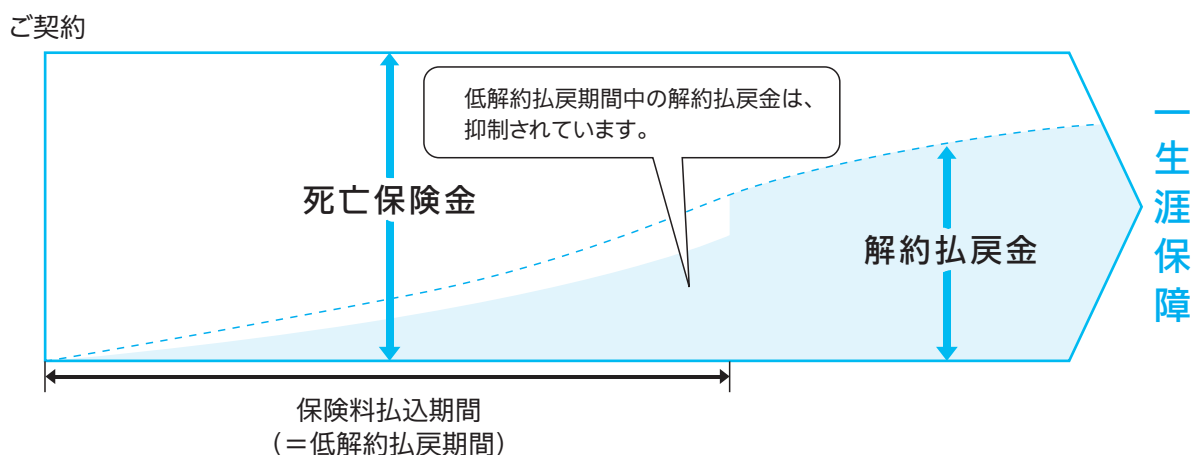 ご契約
低解約払戻期間中の解約払戻金は、
抑制されています。
死亡保険金
解約払戻金
一生涯保障
保険料払込期間
（＝低解約払戻期間）